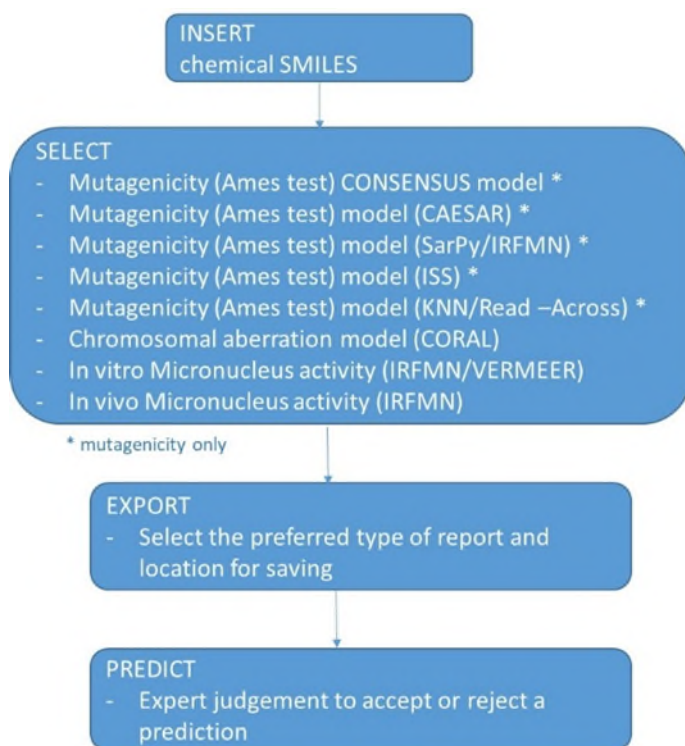 INSERT
chemical SMILES
SELECT
- Mutagenicity (Ames test) CONSENSUS model *
- Mutagenicity (Ames test) model (CAESAR) *
- Mutagenicity (Ames test) model (SarPy/IRFMN) *
- Mutagenicity (Ames test) model (ISS) *
- Mutagenicity (Ames test) model (KNN/Read –Across) *
- Chromosomal aberration model (CORAL)
- In vitro Micronucleus activity (IRFMN/VERMEER)
- In vivo Micronucleus activity (IRFMN)
* mutagenicity only
EXPORT
- Select the preferred type of report and
location for saving
PREDICT
- Expert judgement to accept or reject a
prediction